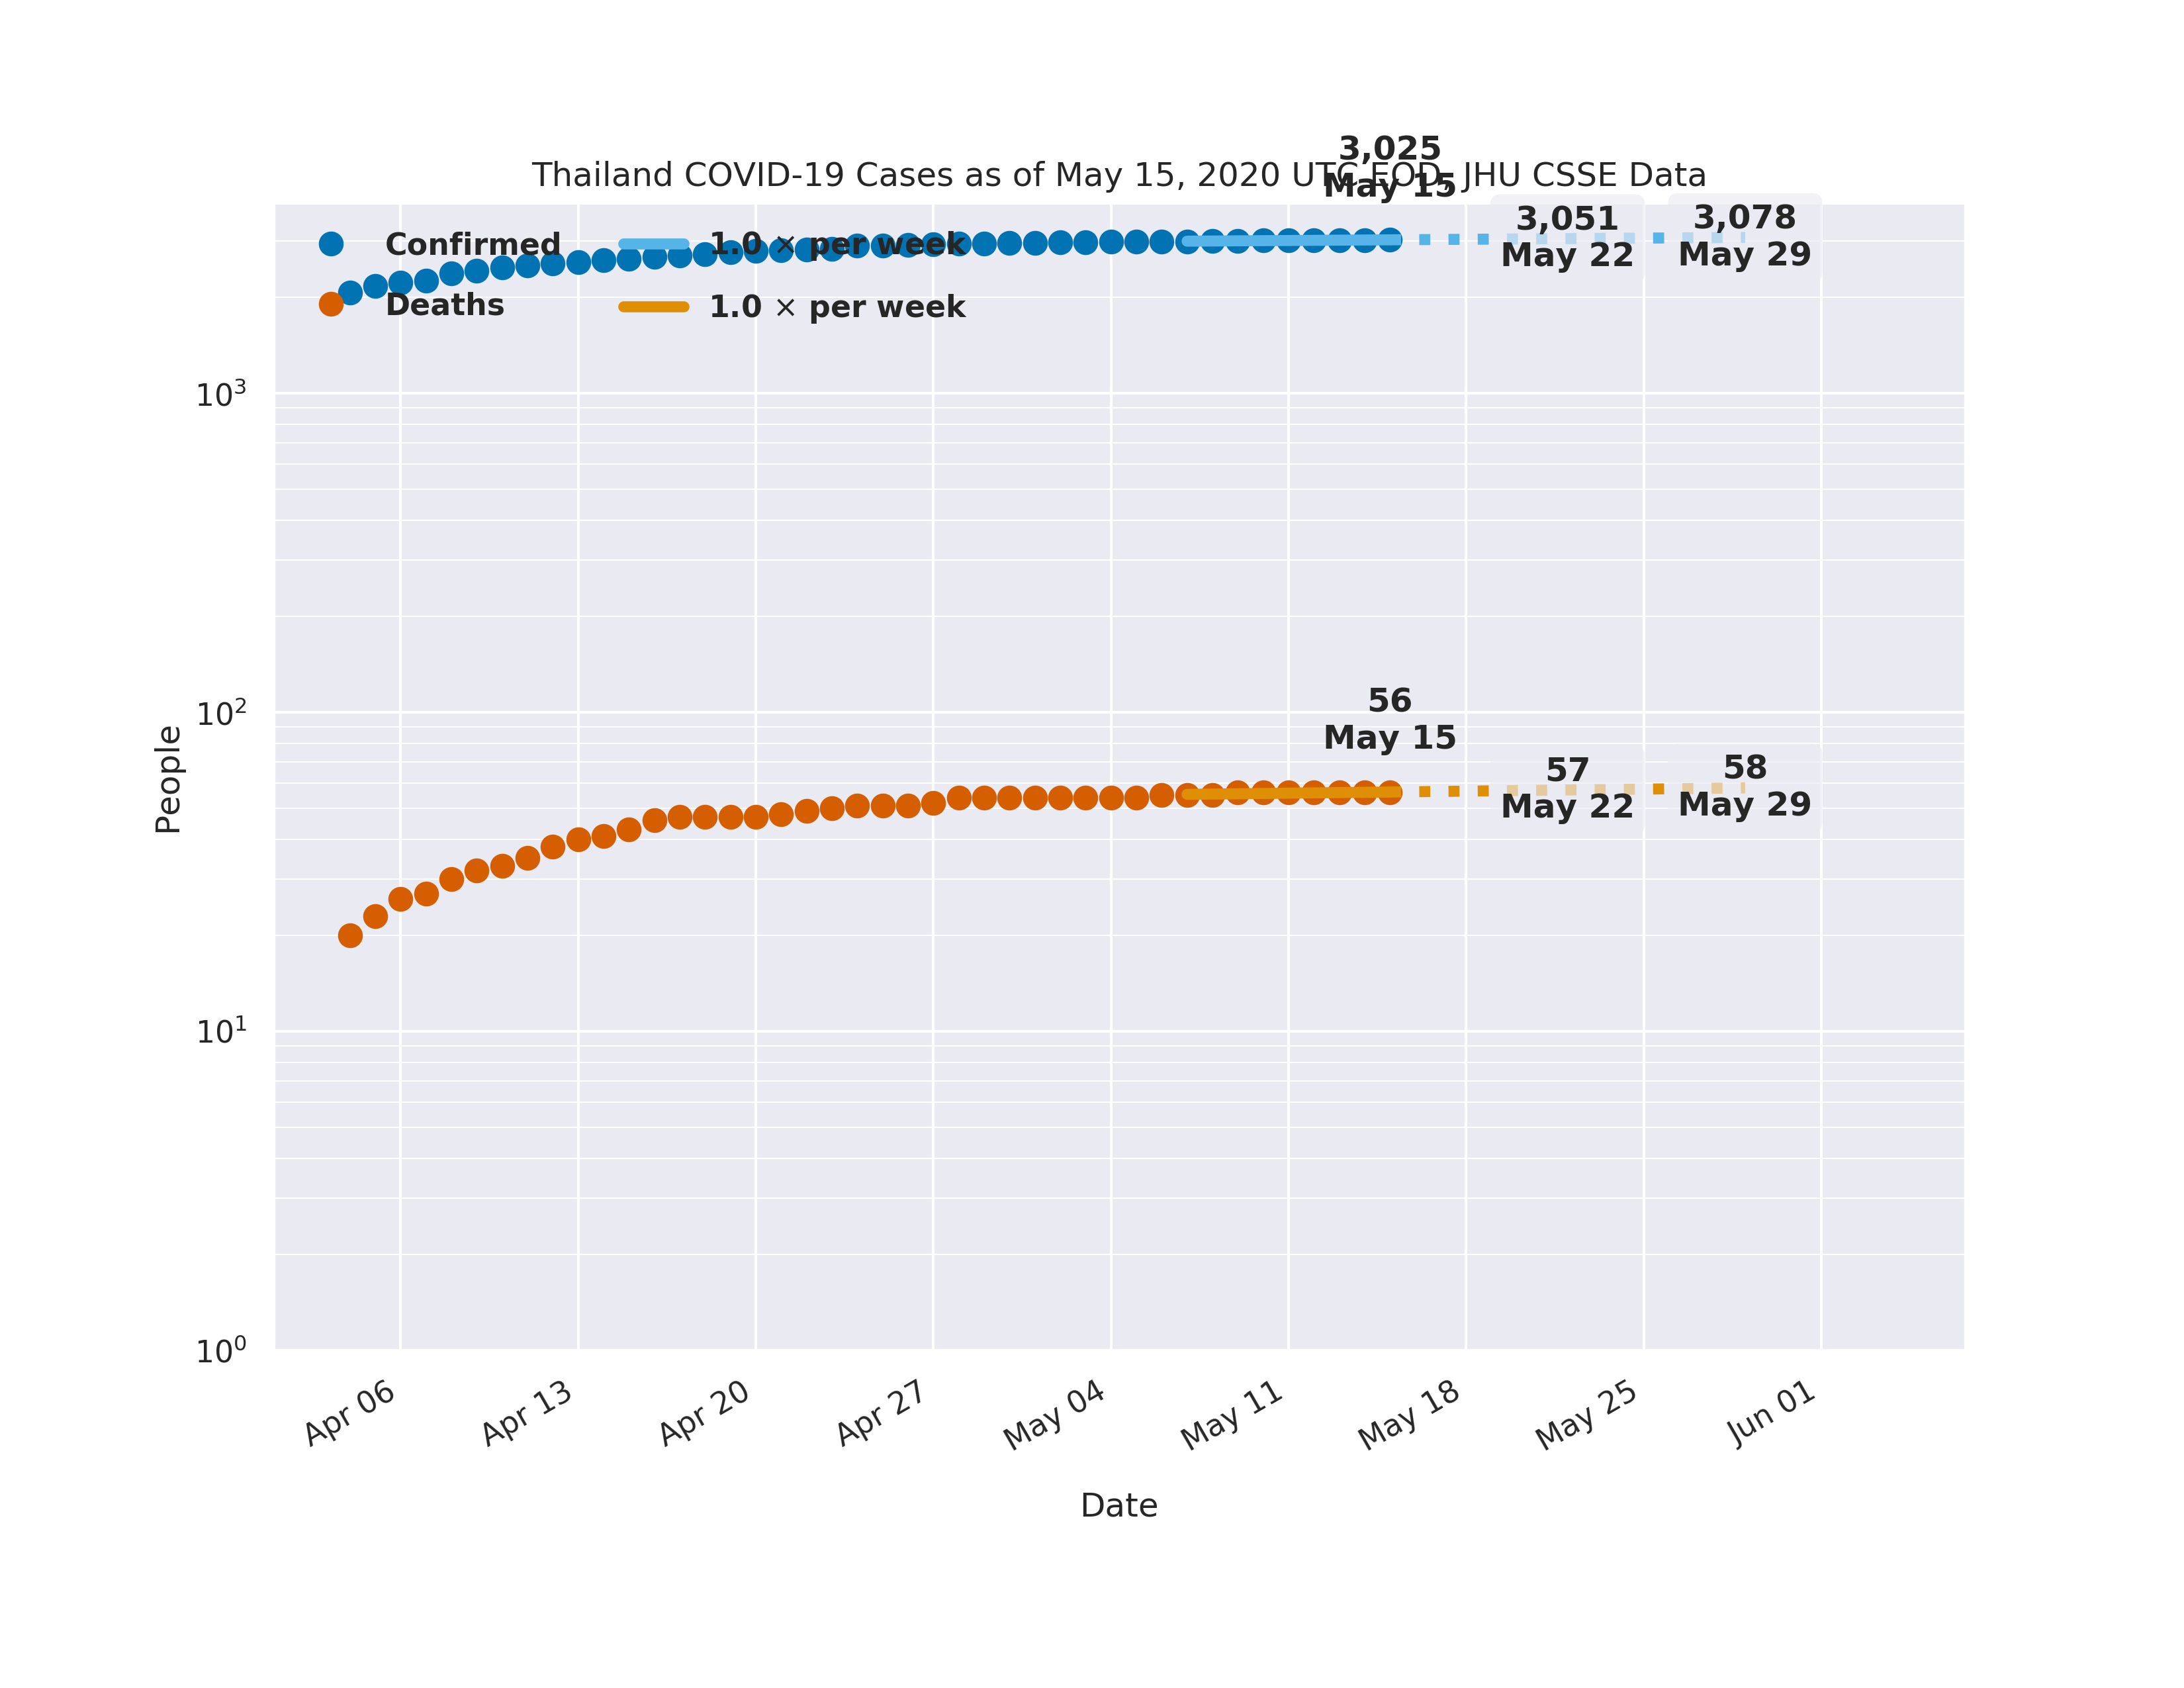 3,025
May 15
Thailand COVID-19 Cases as of May 15, 2020 UTC EOD, JHU CSSE Data
3,051
May 22
3,078
May 29
Confirmed
1.0 × per week
Deaths
1.0 × per week
10³
10²
10¹
10⁰
People
56
May 15
57
May 22
58
May 29
Apr 06
Apr 13
Apr 20
Apr 27
May 04
May 11
May 18
May 25
Jun 01
Date